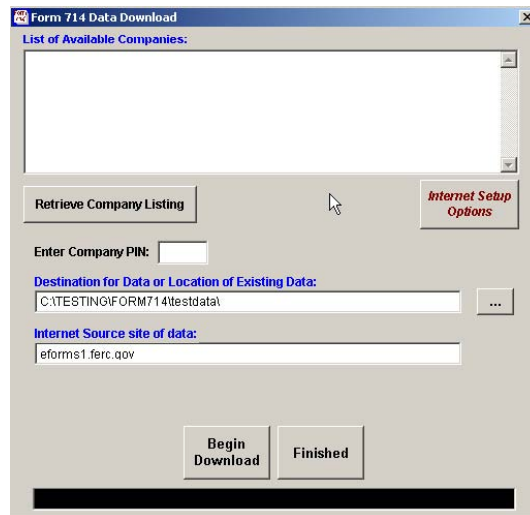 Form 714 Data Download
List of Available Companies:
Retrieve Company Listing
Internet Setup
Options
Enter Company PIN:
Destination for Data or Location of Existing Data:
C:\TESTING\FORM714\testdata\
...
Internet Source site of data:
eforms1.ferc.gov
Begin
Download
Finished